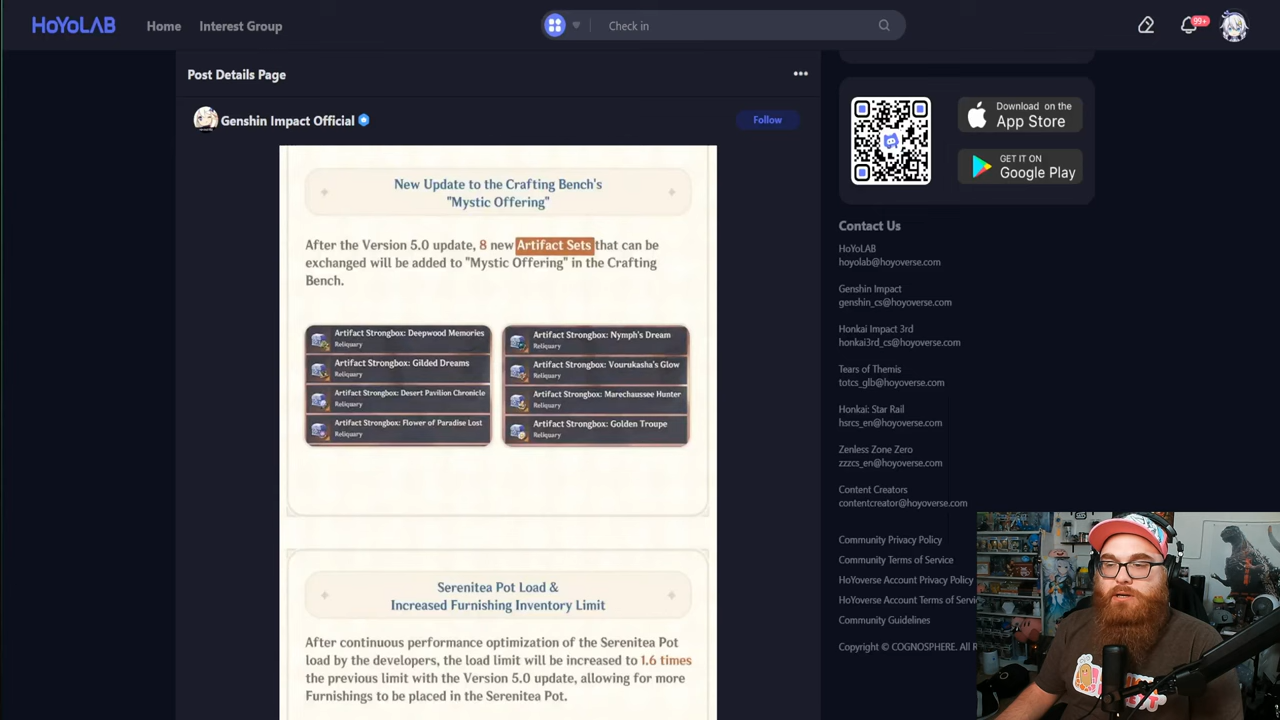 HoYoLAB
Home
Interest Group
Check in
99+
Post Details Page
Genshin Impact Official
Follow
New Update to the Crafting Bench's
"Mystic Offering"
After the Version 5.0 update, 8 new Artifact Sets that can be
exchanged will be added to "Mystic Offering" in the Crafting
Bench.
Artifact Strongbox: Deepwood Memories
Reliquary
Artifact Strongbox: Gilded Dreams
Reliquary
Artifact Strongbox: Desert Pavilion Chronicle
Reliquary
Artifact Strongbox: Flower of Paradise Lost
Reliquary
Artifact Strongbox: Nymph's Dream
Reliquary
Artifact Strongbox: Vourukasha's Glow
Reliquary
Artifact Strongbox: Marechaussee Hunter
Reliquary
Artifact Strongbox: Golden Troupe
Reliquary
Serenitea Pot Load &
Increased Furnishing Inventory Limit
After continuous performance optimization of the Serenitea Pot
load by the developers, the load limit will be increased to 1.6 times
the previous limit with the Version 5.0 update, allowing for more
Furnishings to be placed in the Serenitea Pot.
Download on the
App Store
GET IT ON
Google Play
Contact Us
HoYoLAB
hoyolab@hoyoverse.com
Genshin Impact
genshin_cs@hoyoverse.com
Honkai Impact 3rd
honkai3rd_cs@hoyoverse.com
Tears of Themis
totcs_glb@hoyoverse.com
Honkai: Star Rail
hsrcs_en@hoyoverse.com
Zenless Zone Zero
zzzcs_en@hoyoverse.com
Content Creators
contentcreator@hoyoverse.com
Community Privacy Policy
Community Terms of Service
HoYoverse Account Privacy Policy
HoYoverse Account Terms of Servic
Community Guidelines
Copyright © COGNOSPHERE. All R